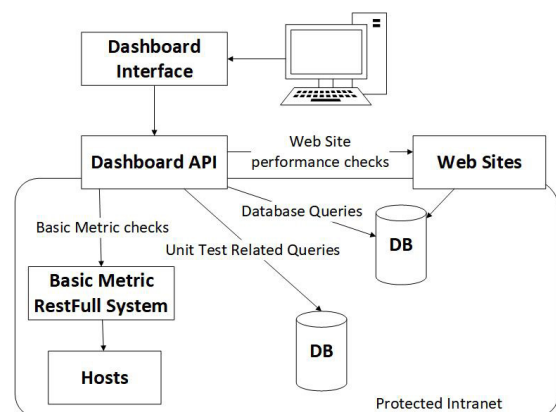 Dashboard
Interface
Dashboard API
Web Site
performance checks
Web Sites
Database Queries
Basic Metric checks
Unit Test Related Queries
DB
Basic Metric
RestFull System
DB
Hosts
Protected Intranet